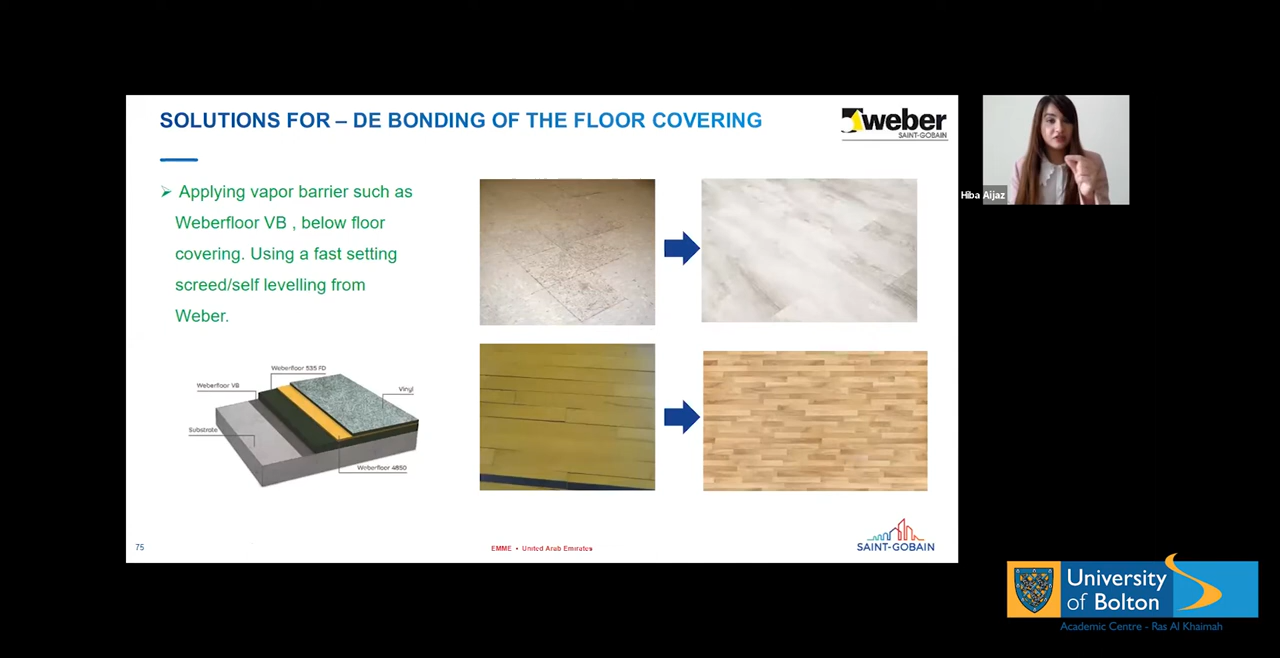 SOLUTIONS FOR – DE BONDING OF THE FLOOR COVERING
weber
SAINT-GOBAIN
Hiba Aijaz
Applying vapor barrier such as
Weberfloor VB , below floor
covering. Using a fast setting
screed/self levelling from
Weber.
Weberfloor 535 FD
Weberfloor VB
Vinyl
Substrate
Weberfloor 4850
75
EMME • United Arab Emirates
SAINT-GOBAIN
University
of Bolton
Academic Centre - Ras Al Khaimah